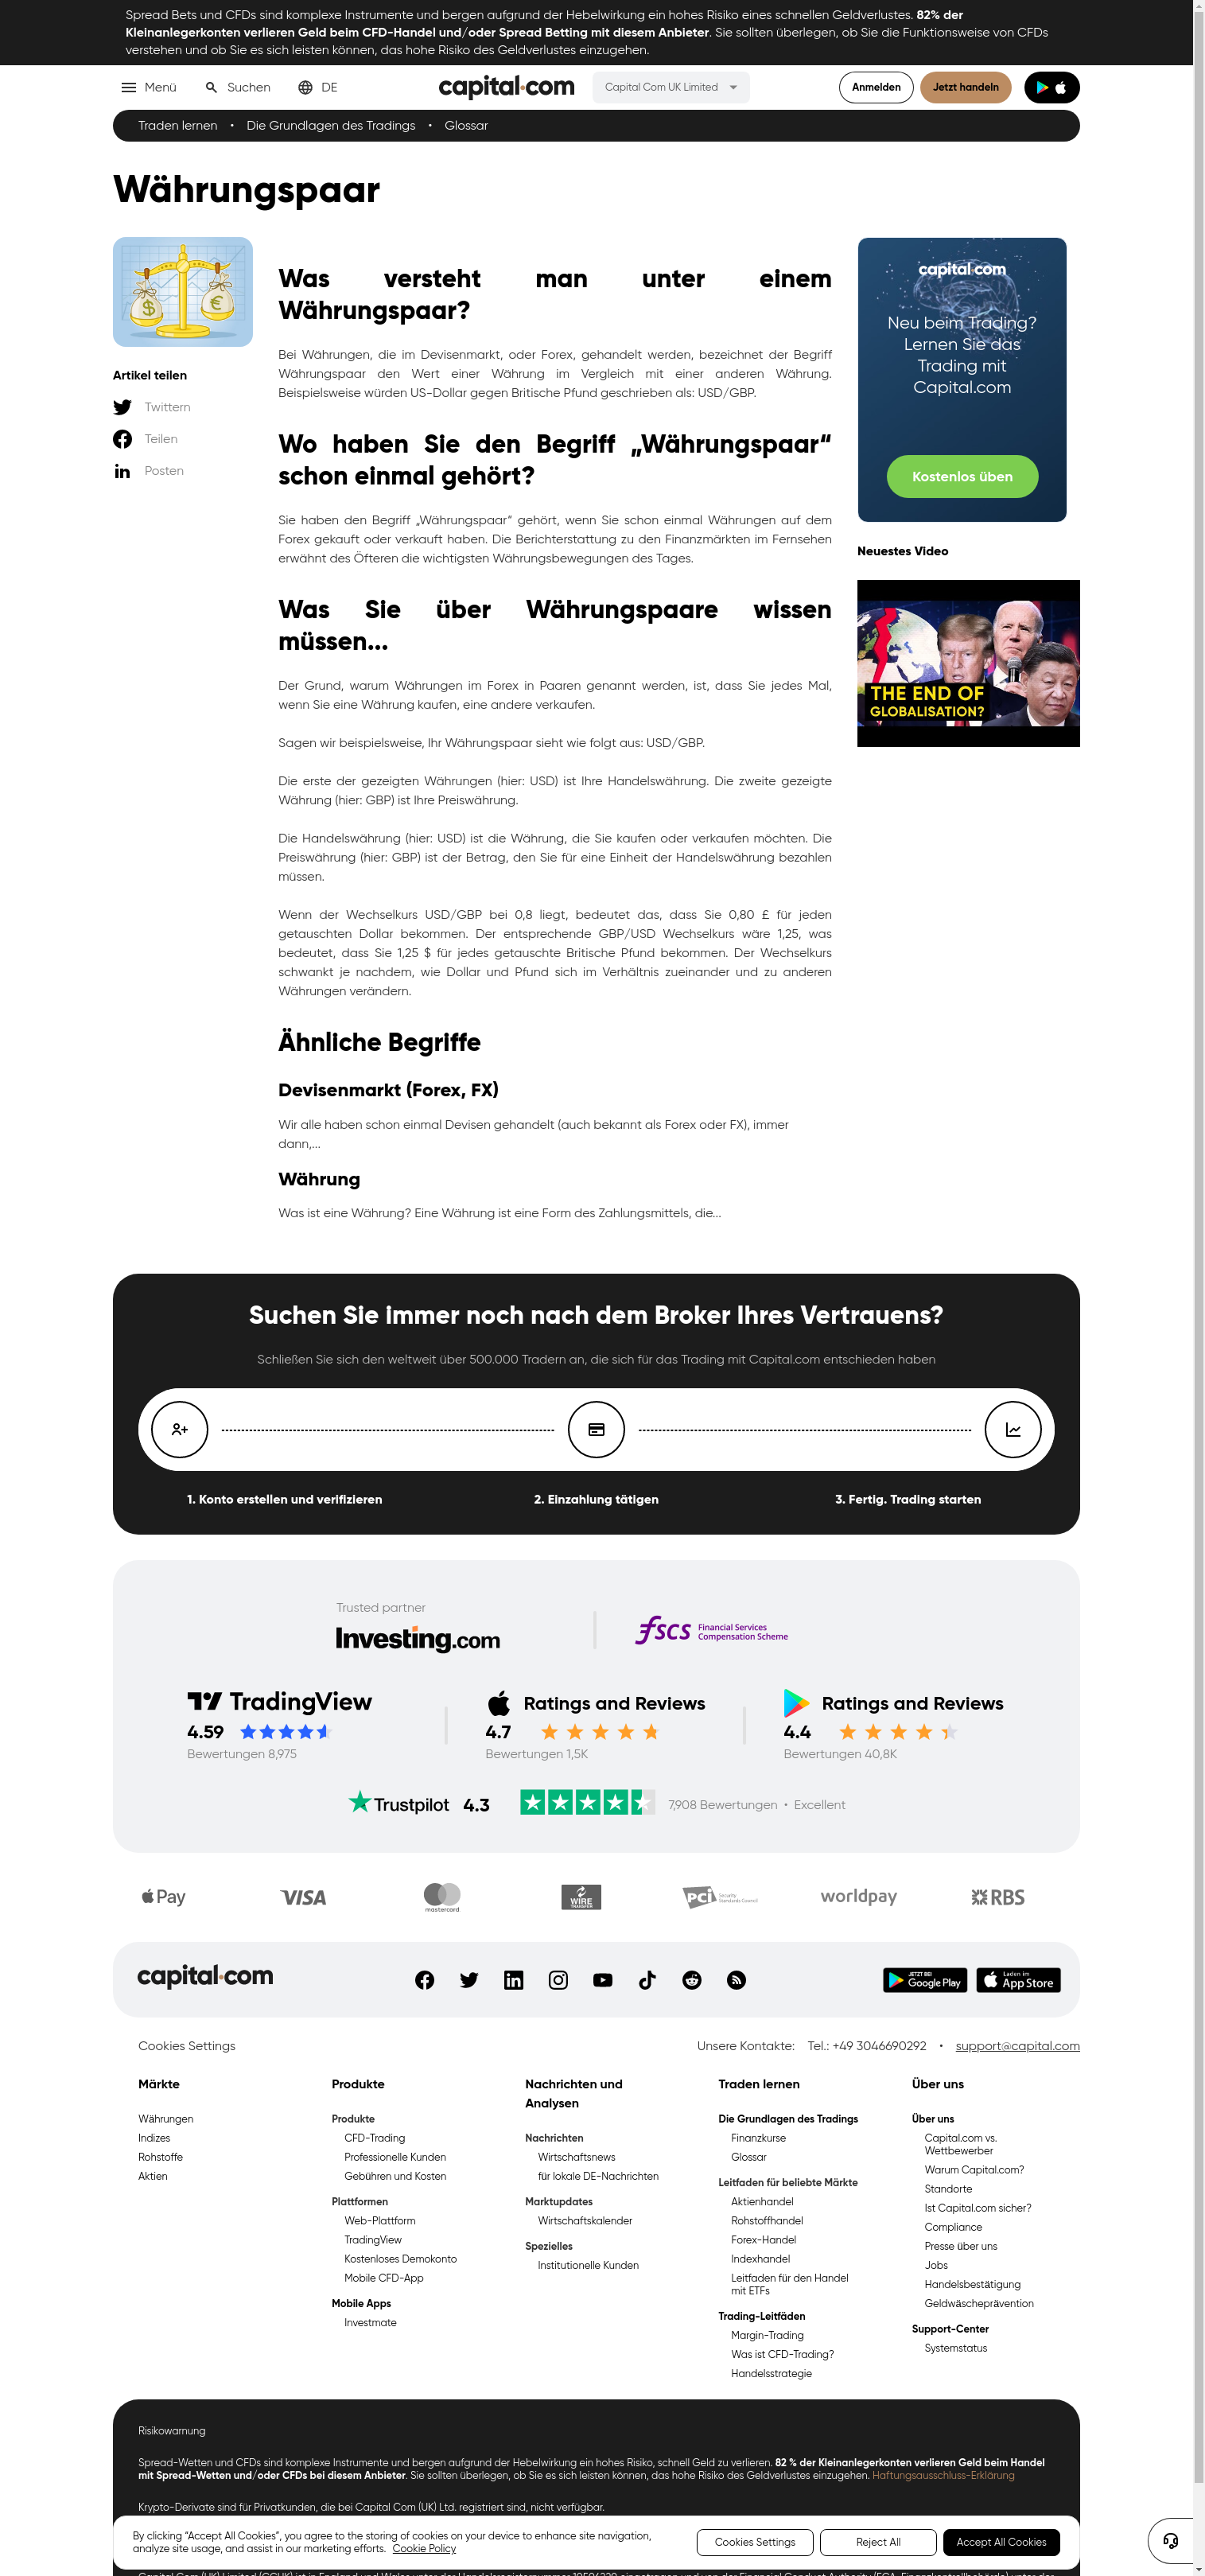 Spread Bets und CFDs sind komplexe Instrumente und bergen aufgrund der Hebelwirkung ein hohes Risiko eines schnellen Geldverlustes. 82% der
Kleinanlegerkonten verlieren Geld beim CFD-Handel und/oder Spread Betting mit diesem Anbieter. Sie sollten überlegen, ob Sie die Funktionsweise von CFDs
verstehen und ob Sie es sich leisten können, das hohe Risiko des Geldverlustes einzugehen.
Menü
Suchen
DE
capital.com
Capital Com UK Limited
Anmelden
Jetzt handeln
Traden lernen • Die Grundlagen des Tradings • Glossar
Währungspaar
Artikel teilen
Twittern
Teilen
Posten
Was versteht man unter einem
Währungspaar?
Bei Währungen, die im Devisenmarkt, oder Forex, gehandelt werden, bezeichnet der Begriff
Währungspaar den Wert einer Währung im Vergleich mit einer anderen Währung.
Beispielsweise würden US-Dollar gegen Britische Pfund geschrieben als: USD/GBP.
Wo haben Sie den Begriff „Währungspaar“
schon einmal gehört?
Sie haben den Begriff „Währungspaar“ gehört, wenn Sie schon einmal Währungen auf dem
Forex gekauft oder verkauft haben. Die Berichterstattung zu den Finanzmärkten im Fernsehen
erwähnt des Öfteren die wichtigsten Währungsbewegungen des Tages.
Was Sie über Währungspaare wissen
müssen...
Der Grund, warum Währungen im Forex in Paaren genannt werden, ist, dass Sie jedes Mal,
wenn Sie eine Währung kaufen, eine andere verkaufen.
Sagen wir beispielsweise, Ihr Währungspaar sieht wie folgt aus: USD/GBP.
Die erste der gezeigten Währungen (hier: USD) ist Ihre Handelswährung. Die zweite gezeigte
Währung (hier: GBP) ist Ihre Preiswährung.
Die Handelswährung (hier: USD) ist die Währung, die Sie kaufen oder verkaufen möchten. Die
Preiswährung (hier: GBP) ist der Betrag, den Sie für eine Einheit der Handelswährung bezahlen
müssen.
Wenn der Wechselkurs USD/GBP bei 0,8 liegt, bedeutet das, dass Sie 0,80 £ für jeden
getauschten Dollar bekommen. Der entsprechende GBP/USD Wechselkurs wäre 1,25, was
bedeutet, dass Sie 1,25 $ für jedes getauschte Britische Pfund bekommen. Der Wechselkurs
schwankt je nachdem, wie Dollar und Pfund sich im Verhältnis zueinander und zu anderen
Währungen verändern.
Ähnliche Begriffe
Devisenmarkt (Forex, FX)
Wir alle haben schon einmal Devisen gehandelt (auch bekannt als Forex oder FX), immer
dann,...
Währung
Was ist eine Währung? Eine Währung ist eine Form des Zahlungsmittels, die...
capital.com
Neu beim Trading?
Lernen Sie das
Trading mit
Capital.com
Kostenlos üben
Neuestes Video
THE END OF
GLOBALISATION?
Suchen Sie immer noch nach dem Broker Ihres Vertrauens?
Schließen Sie sich den weltweit über 500.000 Tradern an, die sich für das Trading mit Capital.com entschieden haben
1. Konto erstellen und verifizieren
2. Einzahlung tätigen
3. Fertig. Trading starten
Trusted partner
Investing.com
fscs Financial Services
Compensation Scheme
TradingView
4.59
Bewertungen 8,975
Ratings and Reviews
4.7
Bewertungen 1,5K
Ratings and Reviews
4.4
Bewertungen 40,8K
Trustpilot 4.3
7,908 Bewertungen • Excellent
Pay
VISA
mastercard
WIRE
TRANSFER
PCI Security
Standards Council
worldpay
RBS
capital.com
JETZT BEI
Google Play
Laden im
App Store
Cookies Settings
Unsere Kontakte: Tel.: +49 3046690292 • support@capital.com
Märkte
Währungen
Indizes
Rohstoffe
Aktien
Produkte
Produkte
CFD-Trading
Professionelle Kunden
Gebühren und Kosten
Plattformen
Web-Plattform
TradingView
Kostenloses Demokonto
Mobile CFD-App
Mobile Apps
Investmate
Nachrichten und
Analysen
Nachrichten
Wirtschaftsnews
für lokale DE-Nachrichten
Marktupdates
Wirtschaftskalender
Spezielles
Institutionelle Kunden
Traden lernen
Die Grundlagen des Tradings
Finanzkurse
Glossar
Leitfaden für beliebte Märkte
Aktienhandel
Rohstoffhandel
Forex-Handel
Indexhandel
Leitfaden für den Handel
mit ETFs
Trading-Leitfäden
Margin-Trading
Was ist CFD-Trading?
Handelsstrategie
Über uns
Über uns
Capital.com vs.
Wettbewerber
Warum Capital.com?
Standorte
Ist Capital.com sicher?
Compliance
Presse über uns
Jobs
Handelsbestätigung
Geldwäscheprävention
Support-Center
Systemstatus
Risikowarnung
Spread-Wetten und CFDs sind komplexe Instrumente und bergen aufgrund der Hebelwirkung ein hohes Risiko, schnell Geld zu verlieren. 82 % der Kleinanlegerkonten verlieren Geld beim Handel
mit Spread-Wetten und/oder CFDs bei diesem Anbieter. Sie sollten überlegen, ob Sie es sich leisten können, das hohe Risiko des Geldverlustes einzugehen. Haftungsausschluss-Erklärung
Krypto-Derivate sind für Privatkunden, die bei Capital Com (UK) Ltd. registriert sind, nicht verfügbar.
By clicking “Accept All Cookies”, you agree to the storing of cookies on your device to enhance site navigation,
analyze site usage, and assist in our marketing efforts. Cookie Policy
Cookies Settings
Reject All
Accept All Cookies